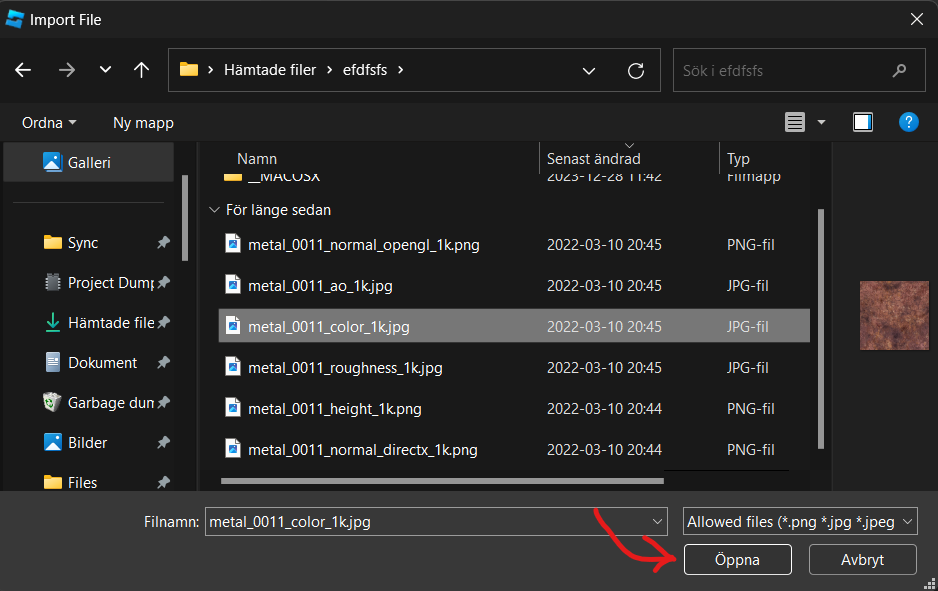 Import File
Hämtade filer
efdfsfs
Sök i efdfsfs
Ordna
Ny mapp
?
Galleri
Namn
Senast ändrad
Typ
__MACOSX
2023-12-28 11:42
Filmapp
För länge sedan
Sync
metal_0011_normal_opengl_1k.png
2022-03-10 20:45
PNG-fil
Project Dump
metal_0011_ao_1k.jpg
2022-03-10 20:45
JPG-fil
Hämtade file
metal_0011_color_1k.jpg
2022-03-10 20:45
JPG-fil
Dokument
metal_0011_roughness_1k.jpg
2022-03-10 20:45
JPG-fil
Garbage dum
metal_0011_height_1k.png
2022-03-10 20:44
PNG-fil
Bilder
metal_0011_normal_directx_1k.png
2022-03-10 20:44
PNG-fil
Files
Filnamn:
metal_0011_color_1k.jpg
Allowed files (*.png *.jpg *.jpeg
Öppna
Avbryt